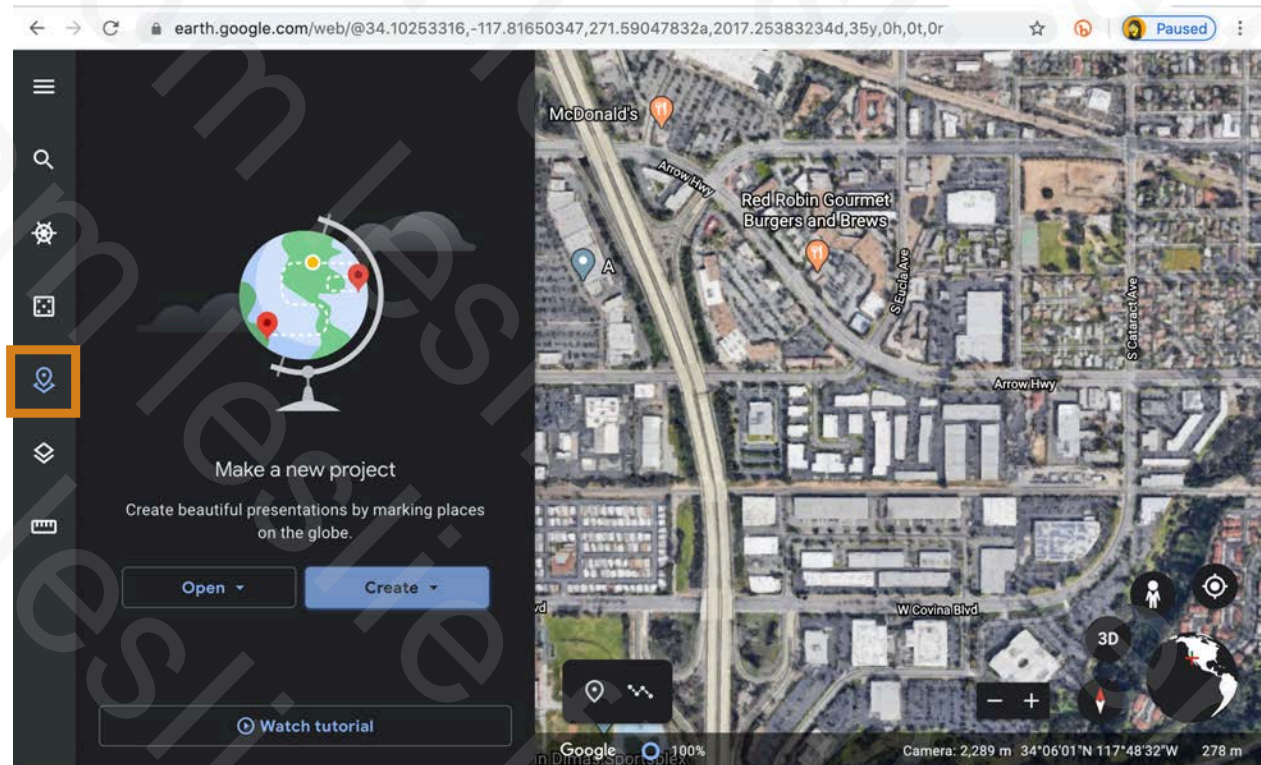 earth.google.com/web/@34.10253316,-117.81650347,271.59047832a,2017.25383234d,35y,0h,0t,0r
Paused
McDonald's
Arrow Hwy
Red Robin Gourmet
Burgers and Brews
A
S Eucla Ave
S Cataract Ave
Arrow Hwy
Make a new project
Create beautiful presentations by marking places
on the globe.
Open
Create
W Covina Blvd
3D
Watch tutorial
Google
100%
Camera: 2,289 m 34°06'01"N 117°48'32"W 278 m